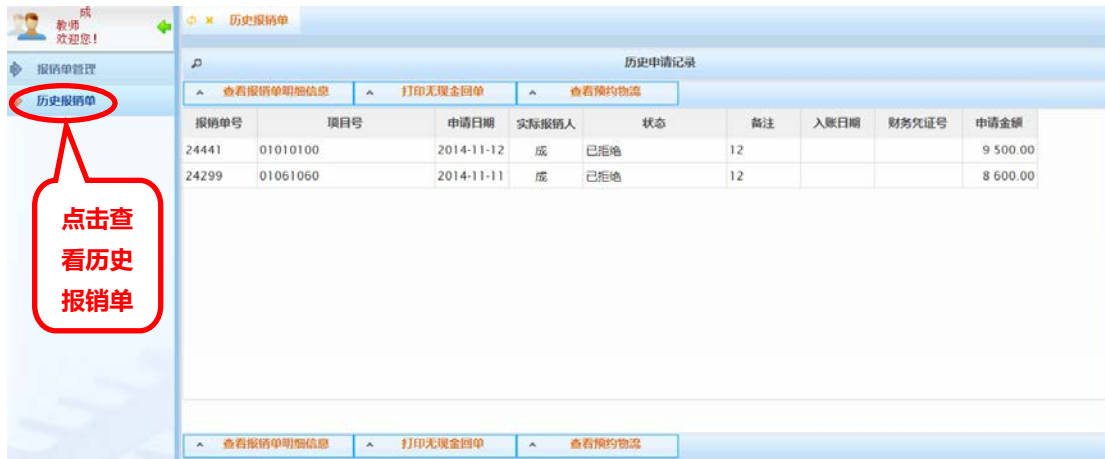 成
教师
欢迎您!
历史报销单
报销单管理
历史报销单
历史申请记录
查看报销单明细信息 打印无现金回单 查看预约物流
报销单号 项目号 申请日期 实际报销人 状态 备注 入账日期 财务凭证号 申请金额
24441 01010100 2014-11-12 成 已拒绝 12 9 500.00
24299 01061060 2014-11-11 成 已拒绝 12 8 600.00
点击查
看历史
报销单
查看报销单明细信息 打印无现金回单 查看预约物流